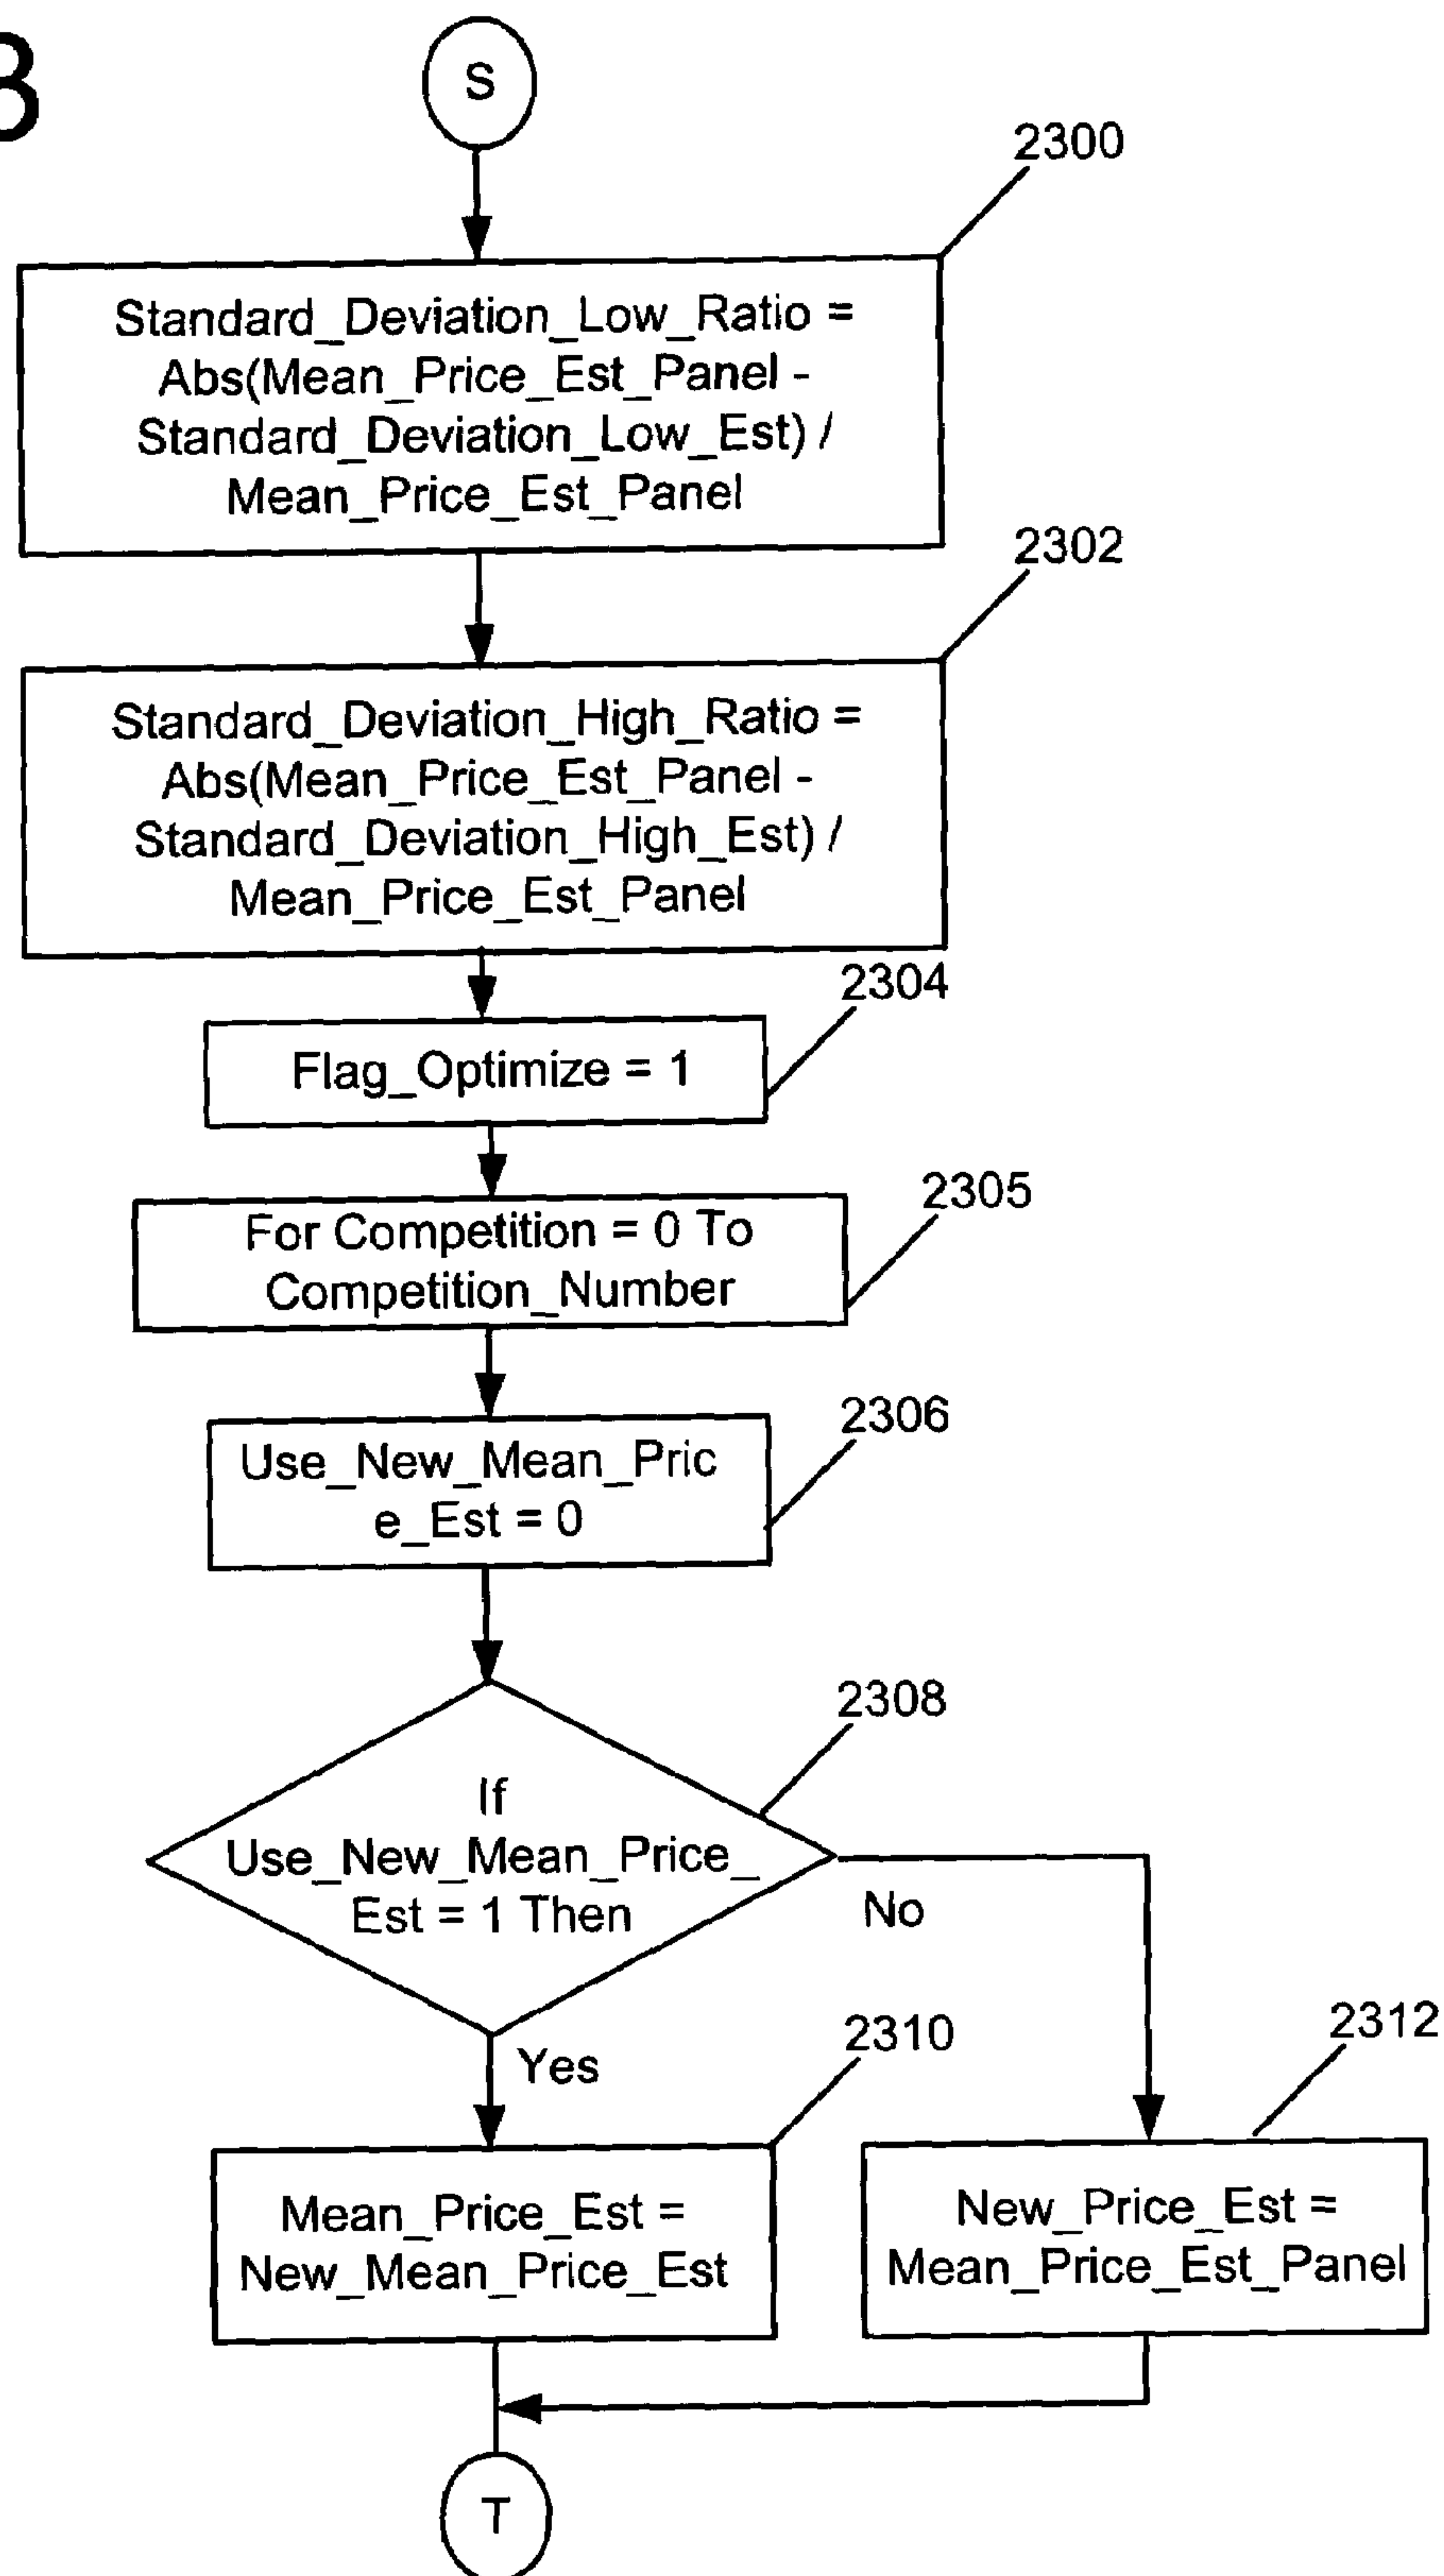 S
2300
Standard_Deviation_Low_Ratio =
Abs(Mean_Price_Est_Panel -
Standard_Deviation_Low_Est) /
Mean_Price_Est_Panel
2302
Standard_Deviation_High_Ratio =
Abs(Mean_Price_Est_Panel -
Standard_Deviation_High_Est) /
Mean_Price_Est_Panel
2304
Flag_Optimize = 1
2305
For Competition = 0 To
Competition_Number
2306
Use_New_Mean_Pric
e_Est = 0
2308
If
Use_New_Mean_Price_
Est = 1 Then
No
Yes
2310
2312
Mean_Price_Est =
New_Mean_Price_Est
New_Price_Est =
Mean_Price_Est_Panel
T